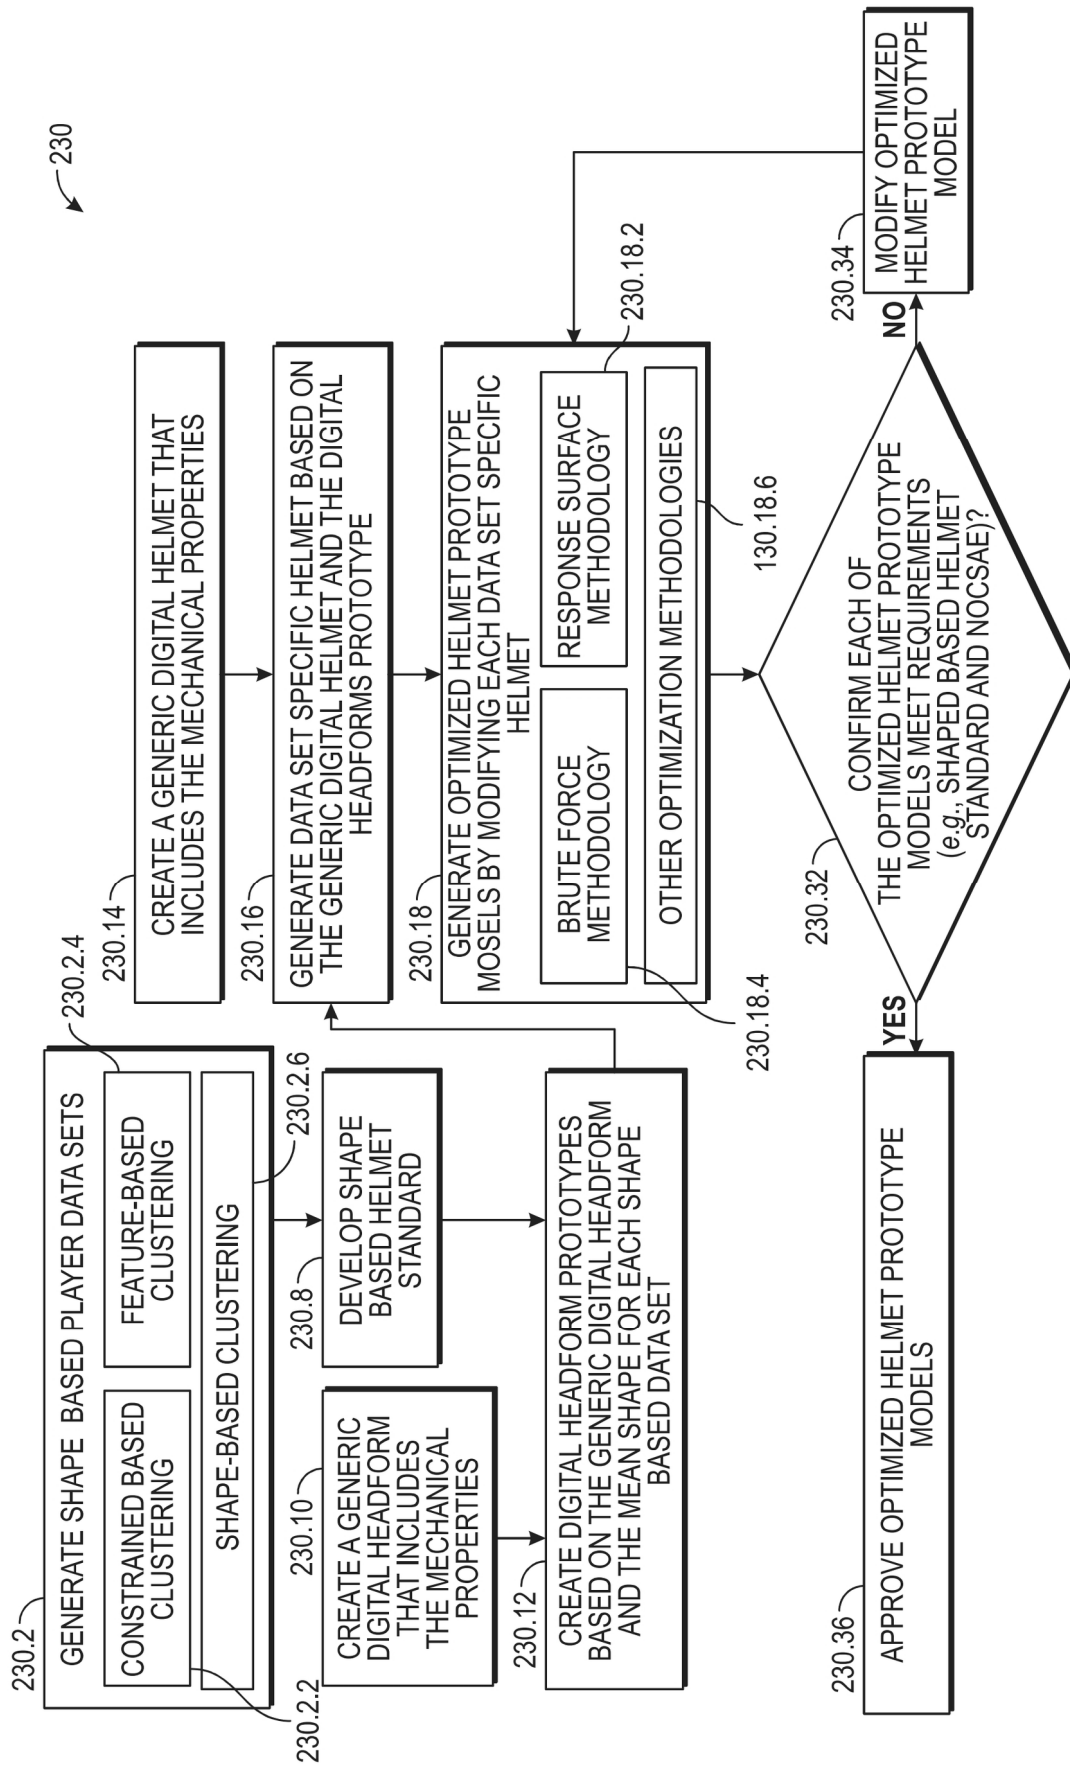 230
230.2
GENERATE SHAPE BASED PLAYER DATA SETS
CONSTRAINED BASED
CLUSTERING
230.2.2
FEATURE-BASED
CLUSTERING
230.2.4
SHAPE-BASED CLUSTERING
230.2.6
230.8
DEVELOP SHAPE
BASED HELMET
STANDARD
230.10
CREATE A GENERIC
DIGITAL HEADFORM
THAT INCLUDES
THE MECHANICAL
PROPERTIES
230.12
CREATE DIGITAL HEADFORM PROTOTYPES
BASED ON THE GENERIC DIGITAL HEADFORM
AND THE MEAN SHAPE FOR EACH SHAPE
BASED DATA SET
230.14
CREATE A GENERIC DIGITAL HELMET THAT
INCLUDES THE MECHANICAL PROPERTIES
230.16
GENERATE DATA SET SPECIFIC HELMET BASED ON
THE GENERIC DIGITAL HELMET AND THE DIGITAL
HEADFORMS PROTOTYPE
230.18
GENERATE OPTIMIZED HELMET PROTOTYPE
MOSELS BY MODIFYING EACH DATA SET SPECIFIC
HELMET
BRUTE FORCE
METHODOLOGY
230.18.4
RESPONSE SURFACE
METHODOLOGY
230.18.2
OTHER OPTIMIZATION METHODOLOGIES
130.18.6
230.32
CONFIRM EACH OF
THE OPTIMIZED HELMET PROTOTYPE
MODELS MEET REQUIREMENTS
(e.g., SHAPED BASED HELMET
STANDARD AND NOCSAE)?
YES
NO
230.34
MODIFY OPTIMIZED
HELMET PROTOTYPE
MODEL
230.36
APPROVE OPTIMIZED HELMET PROTOTYPE
MODELS